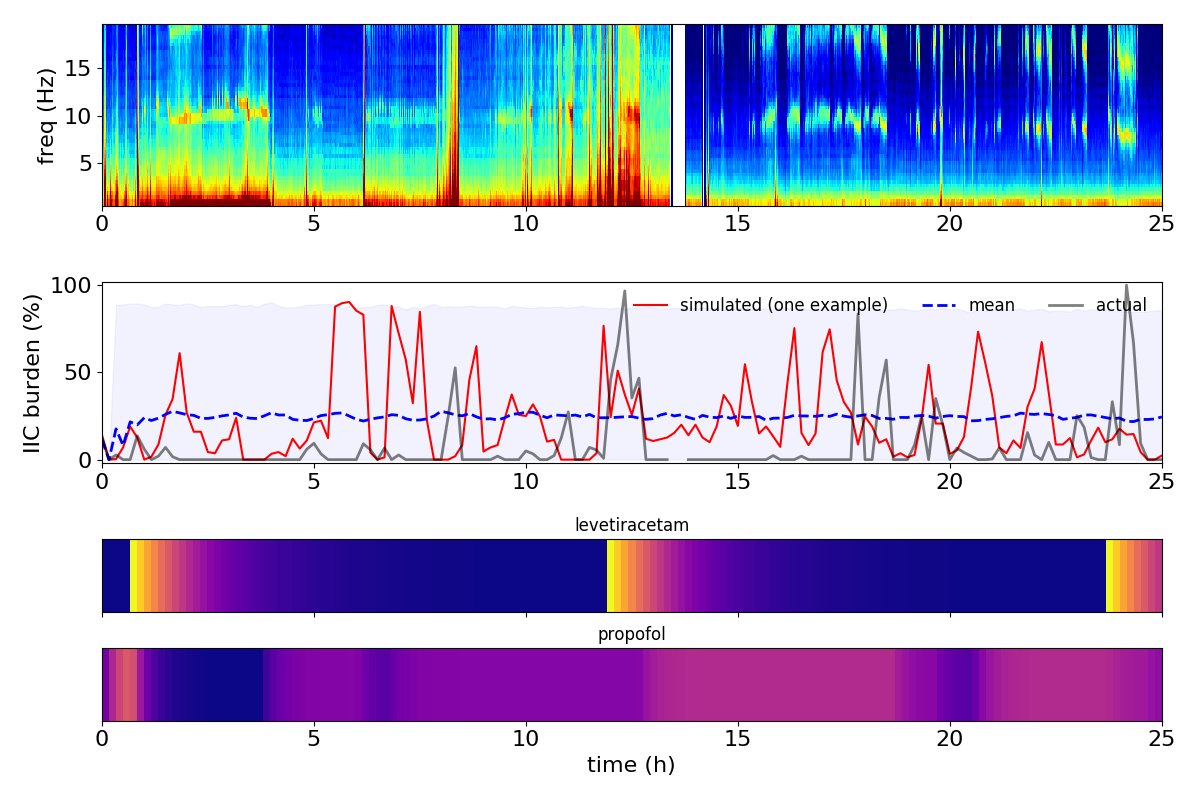 freq (Hz)
15
10
5
0 5 10 15 20 25
IIC burden (%)
100
50
0
simulated (one example) mean actual
0 5 10 15 20 25
levetiracetam
propofol
0 5 10 15 20 25
time (h)